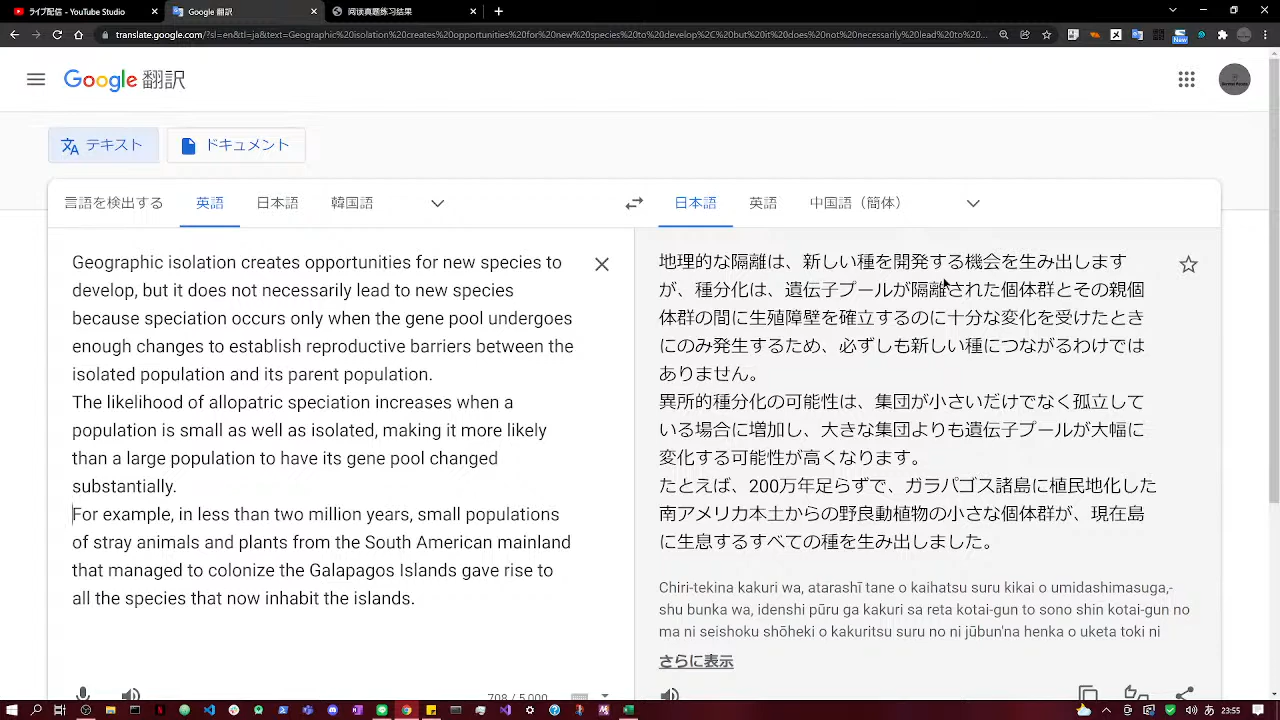 ライブ配信 - YouTube Studio
Google 翻訳
阅读真题练习结果
translate.google.com/?sl=en&tl=ja&text=Geographic%20isolation%20creates%20opportunities%20for%20new%20species%20to%20develop%2C%20but%20it%20does%20not%20necessarily%20lead%20to%20...
New
Google 翻訳
テキスト
ドキュメント
言語を検出する
英語
日本語
韓国語
日本語
英語
中国語（簡体）
Geographic isolation creates opportunities for new species to
develop, but it does not necessarily lead to new species
because speciation occurs only when the gene pool undergoes
enough changes to establish reproductive barriers between the
isolated population and its parent population.
The likelihood of allopatric speciation increases when a
population is small as well as isolated, making it more likely
than a large population to have its gene pool changed
substantially.
For example, in less than two million years, small populations
of stray animals and plants from the South American mainland
that managed to colonize the Galapagos Islands gave rise to
all the species that now inhabit the islands.
708 / 5,000
地理的な隔離は、新しい種を開発する機会を生み出します
が、種分化は、遺伝子プールが隔離された個体群とその親個
体群の間に生殖障壁を確立するのに十分な変化を受けたとき
にのみ発生するため、必ずしも新しい種につながるわけでは
ありません。
異所的種分化の可能性は、集団が小さいだけでなく孤立して
いる場合に増加し、大きな集団よりも遺伝子プールが大幅に
変化する可能性が高くなります。
たとえば、200万年足らずで、ガラパゴス諸島に植民地化した
南アメリカ本土からの野良動植物の小さな個体群が、現在島
に生息するすべての種を生み出しました。
Chiri-tekina kakuri wa, atarashī tane o kaihatsu suru kikai o umidashimasuga,-
shu bunka wa, idenshi pūru ga kakuri sa reta kotai-gun to sono shin kotai-gun no
ma ni seishoku shōheki o kakuritsu suru no ni jūbun'na henka o uketa toki ni
さらに表示
あ
23:55